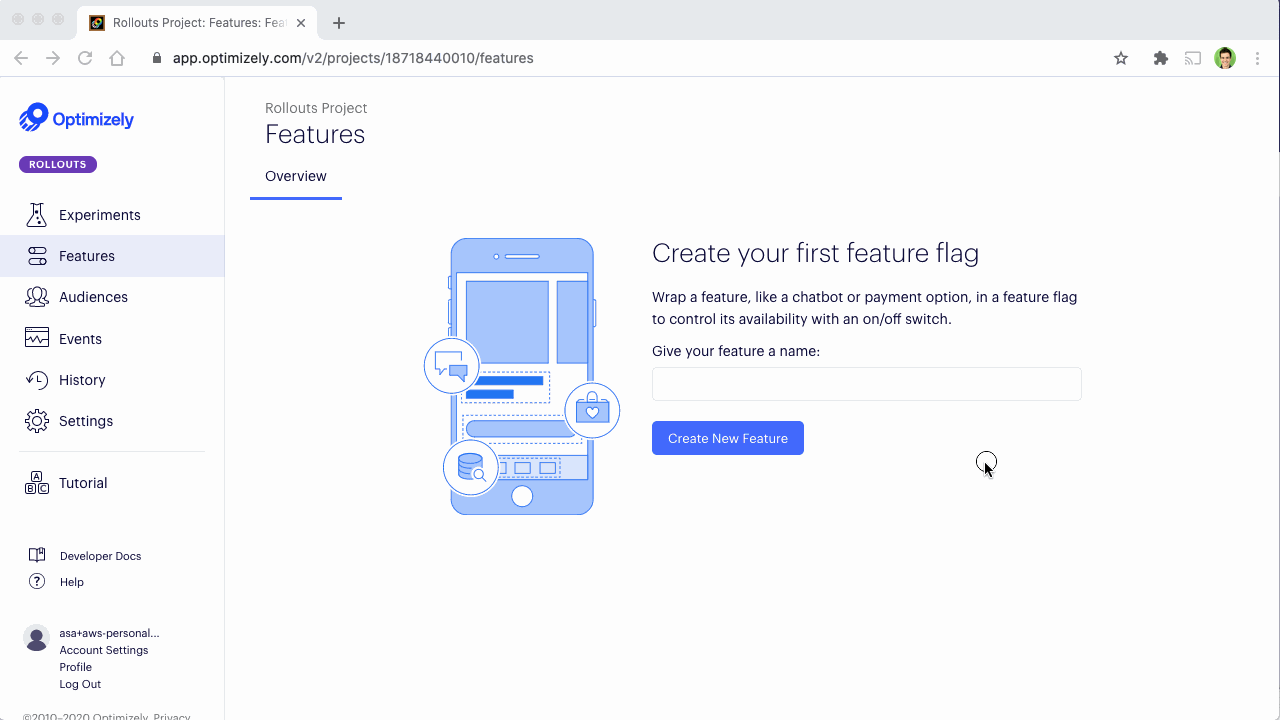 Rollouts Project: Features: Fea
app.optimizely.com/v2/projects/18718440010/features
Optimizely
ROLLOUTS
Experiments
Features
Audiences
Events
History
Settings
Tutorial
Developer Docs
Help
asa+aws-personal...
Account Settings
Profile
Log Out
©2010–2020 Optimizely. Privacy
Rollouts Project
Features
Overview
Create your first feature flag
Wrap a feature, like a chatbot or payment option, in a feature flag
to control its availability with an on/off switch.
Give your feature a name:
Create New Feature